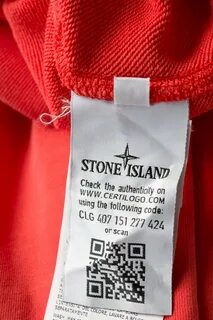 STONE ISLAND
Check the authenticity on
WWW.CERTILOGO.COM
using the following code:
CLG 407 151 277 424
or scan
SEPARATAMENTE